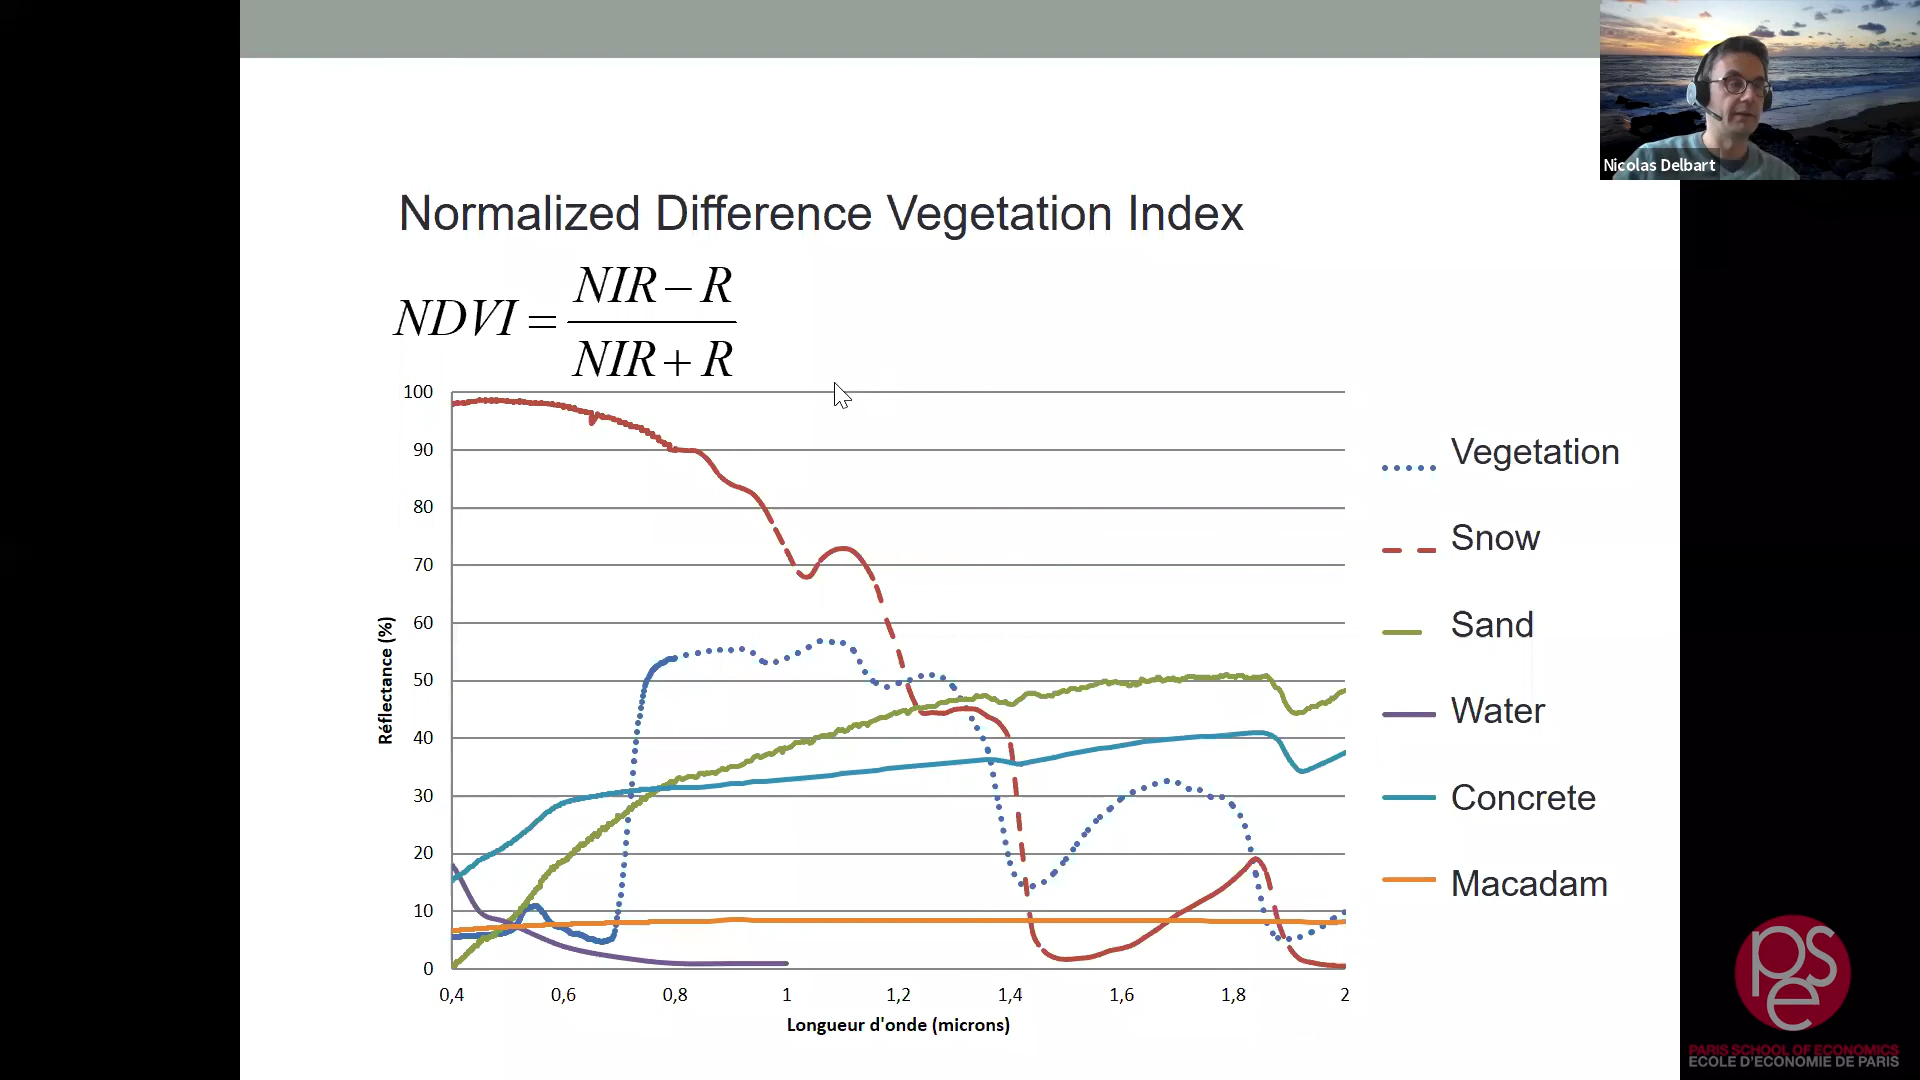 Nicolas Delbart
Normalized Difference Vegetation Index
NDVI = NIR − R
NIR + R
100
90
80
70
60
50
40
30
20
10
0
Réflectance (%)
0,4 0,6 0,8 1 1,2 1,4 1,6 1,8 2
Longueur d'onde (microns)
Vegetation
Snow
Sand
Water
Concrete
Macadam
pse
PARIS SCHOOL OF ECONOMICS
ECOLE D'ECONOMIE DE PARIS